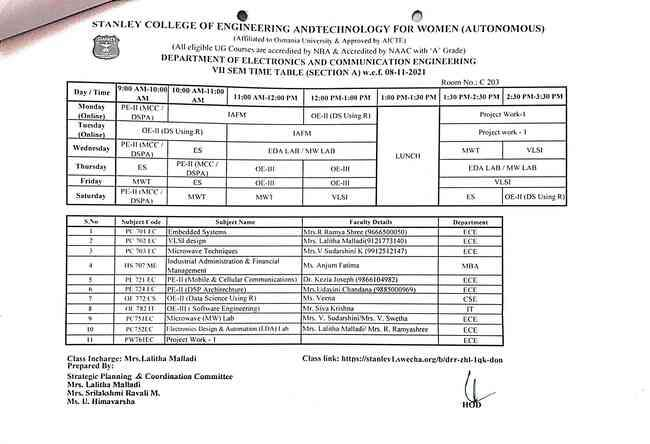 STANLEY COLLEGE OF ENGINEERING ANDTECHNOLOGY FOR WOMEN (AUTONOMOUS)
(Affiliated to Osmania University & Approved by AICTE)
(All eligible UG Courses are accredited by NBA & Accredited by NAAC with 'A' Grade)
DEPARTMENT OF ELECTRONICS AND COMMUNICATION ENGINEERING
VII SEM TIME TABLE (SECTION A) w.e.f. 08-11-2021
Room No.: C 203
Day / Time 9:00 AM-10:00 AM 10:00 AM-11:00 AM 11:00 AM-12:00 PM 12:00 PM-1:00 PM 1:00 PM-1:30 PM 1:30 PM-2:30 PM 2:30 PM-3:30 PM
Monday (Online) PE-II (MCC / DSPA) IAFM OE-II (DS Using R) LUNCH Project Work-1
Tuesday (Online) OE-II (DS Using R) IAFM Project work - 1
Wednesday PE-II (MCC / DSPA) ES EDA LAB / MW LAB MWT VLSI
Thursday ES PE-II (MCC / DSPA) OE-III OE-III EDA LAB / MW LAB
Friday MWT ES OE-III OE-III VLSI
Saturday PE-II (MCC / DSPA) MWT MWT VLSI ES OE-II (DS Using R)
S.No Subject Code Subject Name Faculty Details Department
1 PC 701 EC Embedded Systems Mrs.R Ramya Shree (9666500050) ECE
2 PC 702 EC VLSI design Mrs. Lalitha Malladi(9121773140) ECE
3 PC 703 EC Microwave Techniques Mrs.V Sudarshini K (9912512147) ECE
4 HS 707 ME Industrial Administration & Financial Management Ms. Anjum Fatima MBA
5 PE 721 EC PE-II (Mobile & Cellular Communications) Dr. Kezia Joseph (9866104982) ECE
6 PE 724 EC PE-II (DSP Architechture) Mrs.Udavini Chandana (9885000969) ECE
7 OE 772 CS OE-II (Data Science Using R) Ms. Veena CSE
8 OE 782 IT OE-III ( Software Engineering) Mr. Siva Krishna IT
9 PC751EC Microwave (MW) Lab Mrs. V. Sudarshini/Mrs. V. Swetha ECE
10 PC752EC Electronics Design & Automation (EDA) Lab Mrs. Lalitha Malladi/ Mrs. R. Ramyashree ECE
11 PW761EC Project Work - 1 ECE
Class Incharge: Mrs.Lalitha Malladi Class link: https://stanley1.swecha.org/b/drr-zhl-1qk-don
Prepared By:
Strategic Planning & Coordination Committee
Mrs. Lalitha Malladi
Mrs. Srilakshmi Ravali M.
Ms. U. Himavarsha
HOD